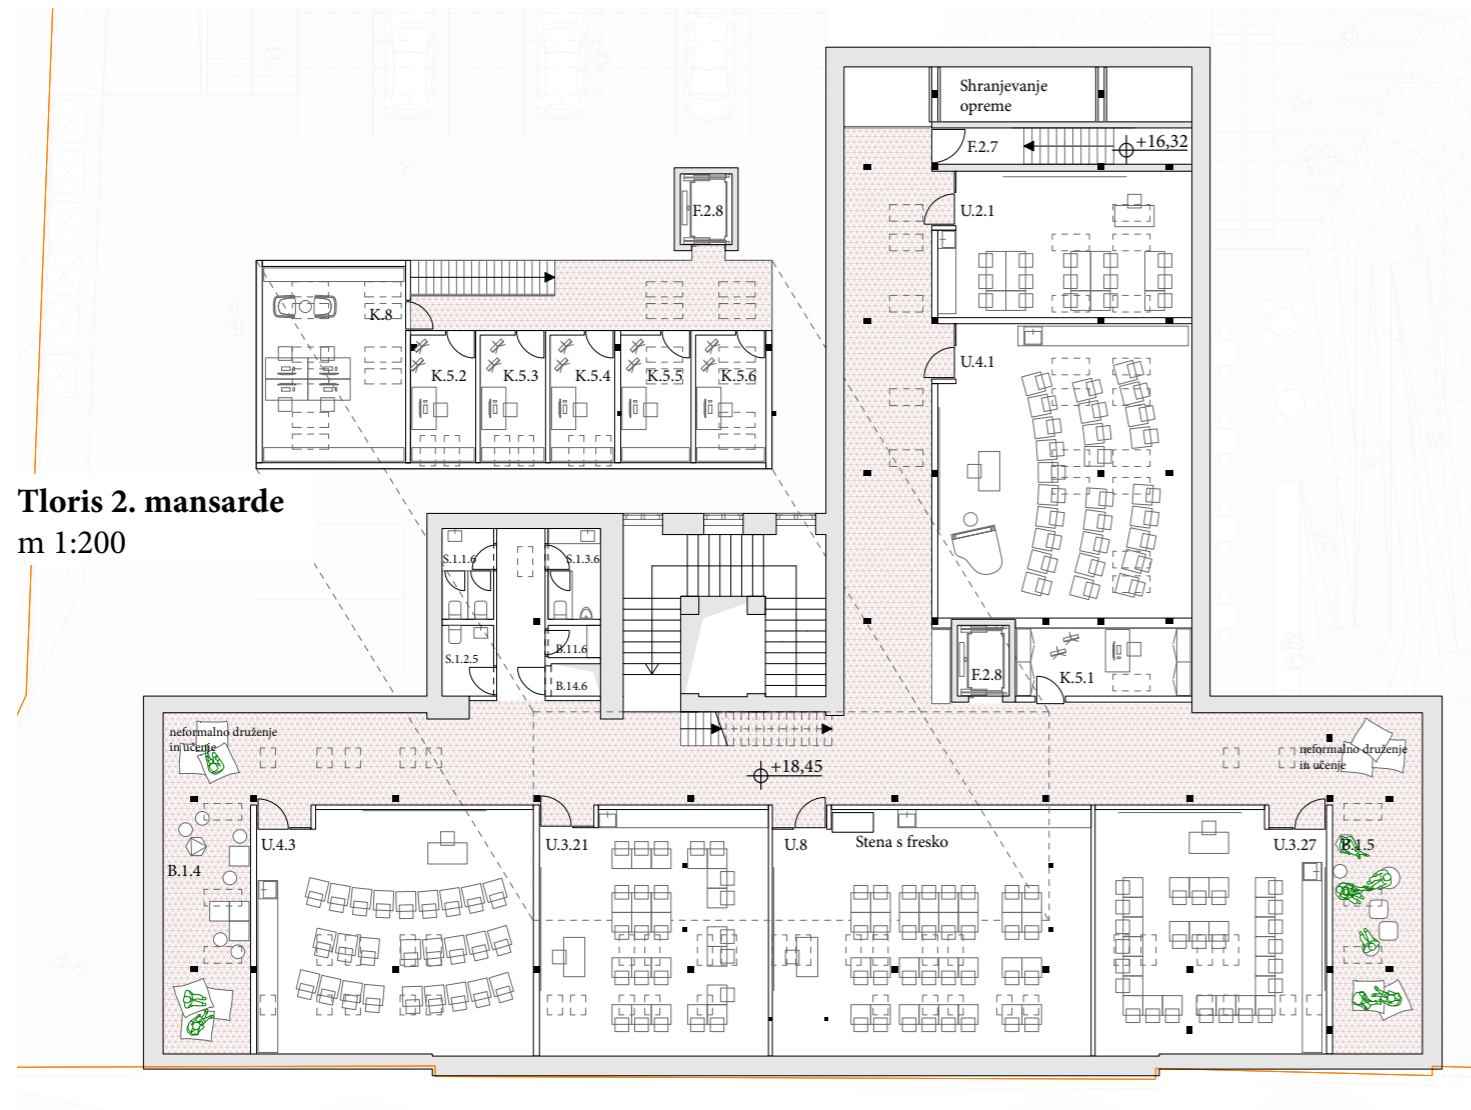 Shranjevanje
opreme
F.2.7
+16,32
F.2.8
U.2.1
K.8
U.4.1
K.5.2
K.5.3
K.5.4
K.5.5
K.5.6
Tloris 2. mansarde
m 1:200
S.1.1.6
S.1.3.6
S.1.2.5
B.11.6
B.14.6
F.2.8
K.5.1
neformalno druženje
in učenje
neformalno druženje
in učenje
+18,45
U.4.3
U.3.21
U.8
Stena s fresko
U.3.27
B.1.5
B.1.4